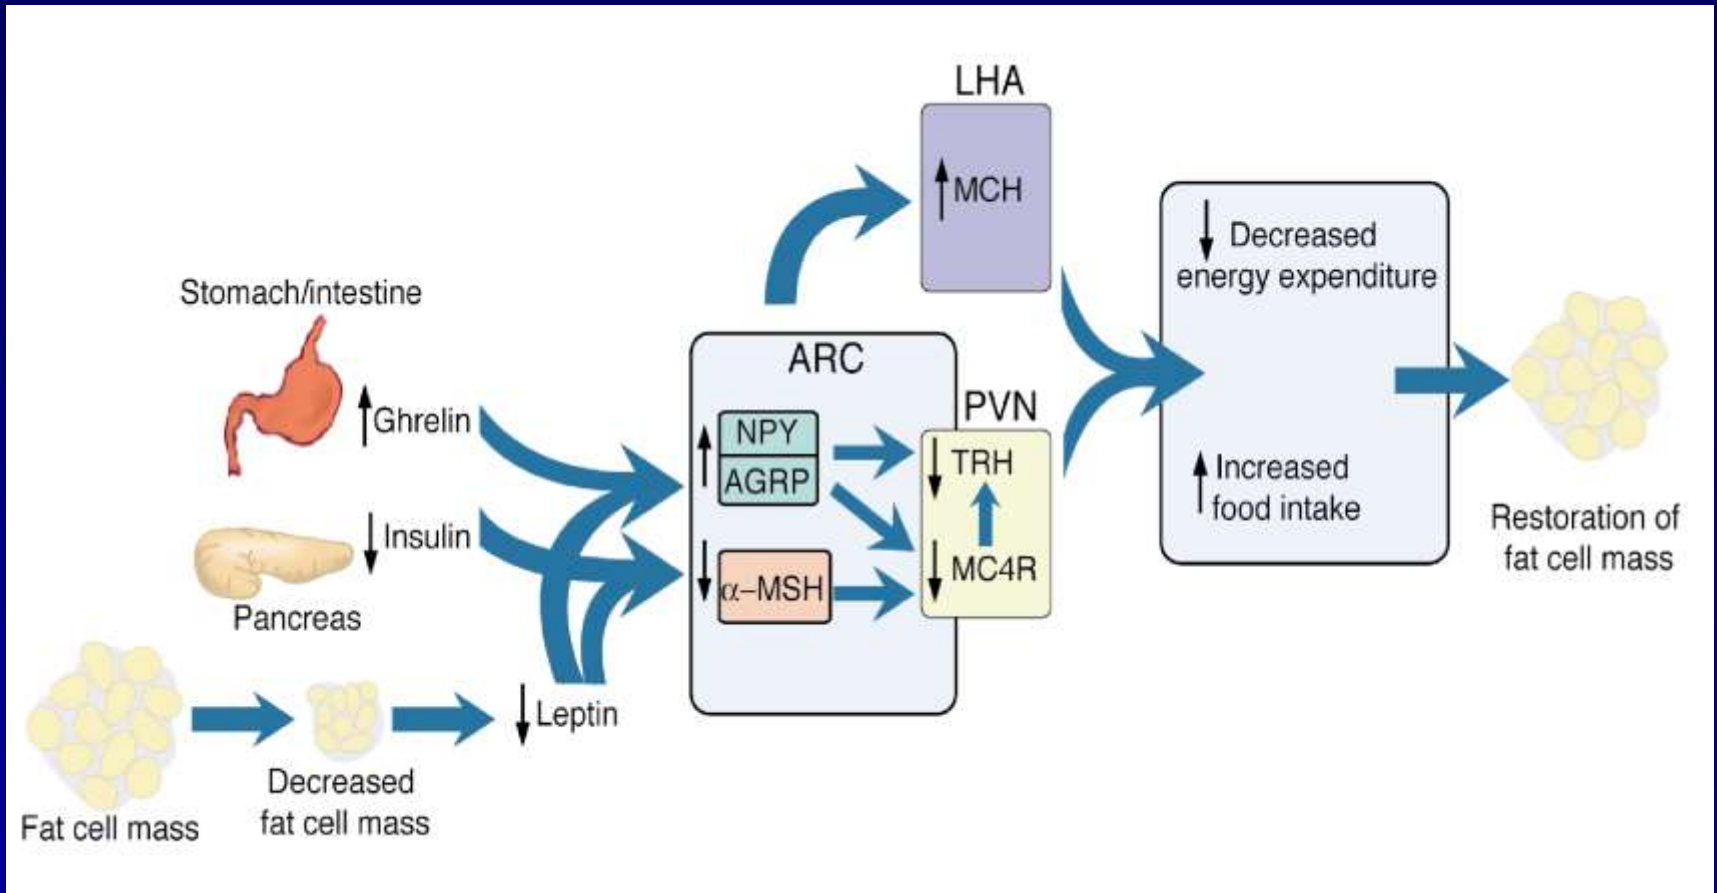 LHA
MCH
Decreased
energy expenditure
Stomach/intestine
Ghrelin
ARC
NPY
AGRP
PVN
TRH
MC4R
Insulin
α–MSH
Pancreas
Increased
food intake
Restoration of
fat cell mass
Leptin
Decreased
fat cell mass
Fat cell mass